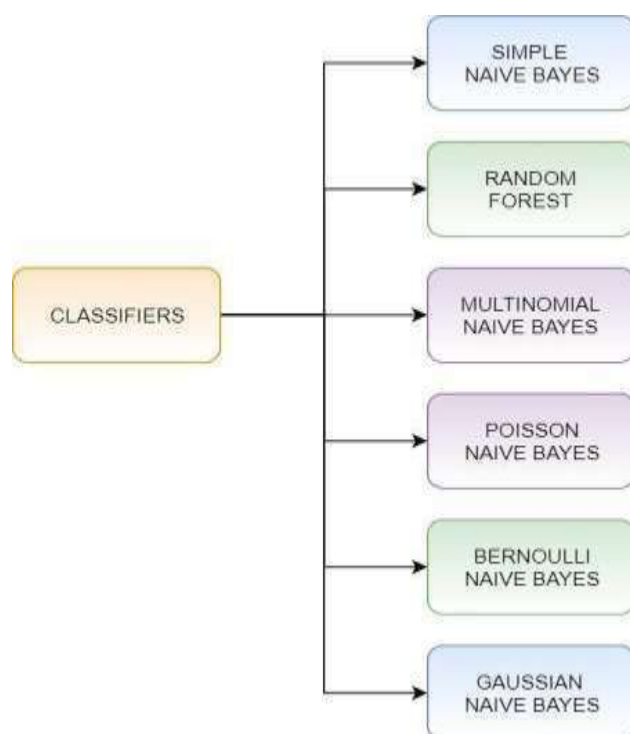 SIMPLE
NAIVE BAYES
RANDOM
FOREST
CLASSIFIERS
MULTINOMIAL
NAIVE BAYES
POISSON
NAIVE BAYES
BERNOULLI
NAIVE BAYES
GAUSSIAN
NAIVE BAYES